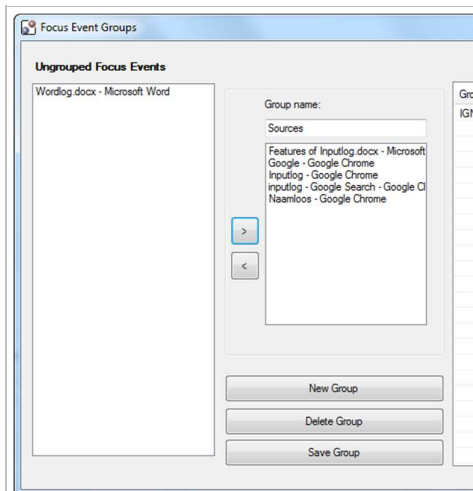 Focus Event Groups
Ungrouped Focus Events
Wordlog.docx - Microsoft Word
Group name:
Sources
Features of Inputlog.docx - Microsoft
Google - Google Chrome
Inputlog - Google Chrome
inputlog - Google Search - Google Cl
Naamloos - Google Chrome
>
<
New Group
Delete Group
Save Group
Gro
IGN